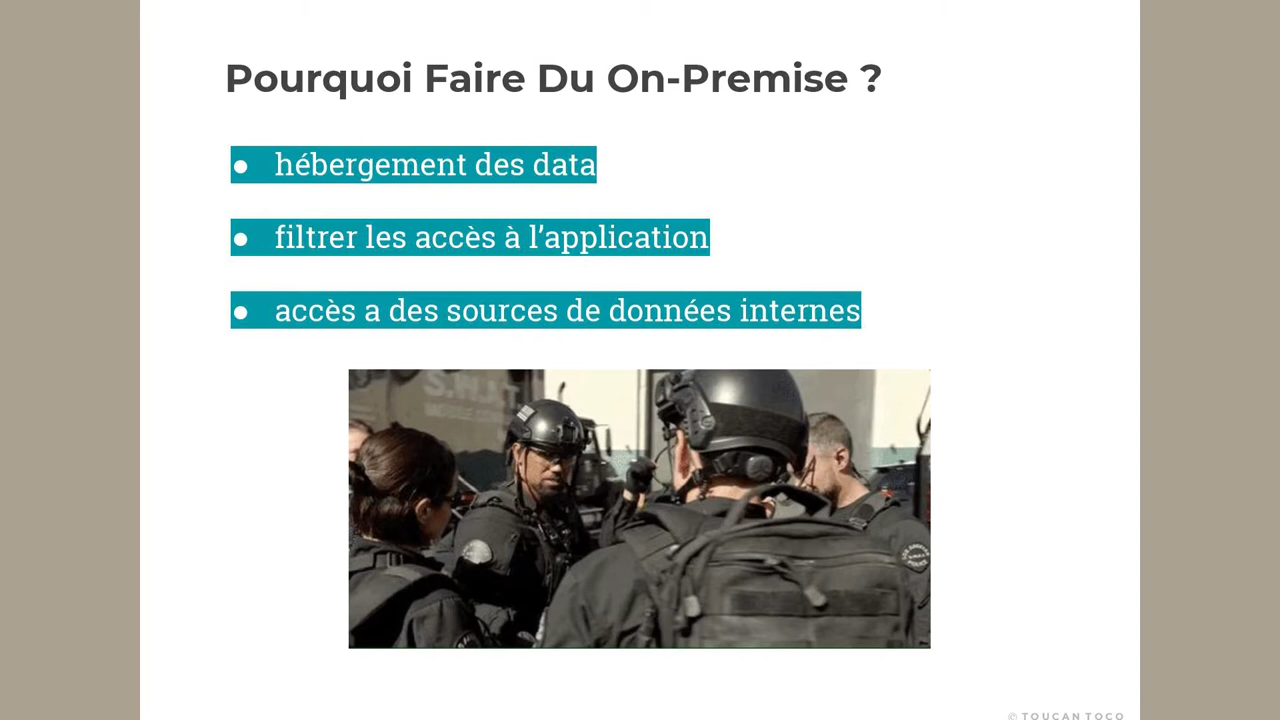 Pourquoi Faire Du On-Premise ?
● hébergement des data
● filtrer les accès à l’application
● accès a des sources de données internes
S.W.A.T.
© TOUCAN TOCO